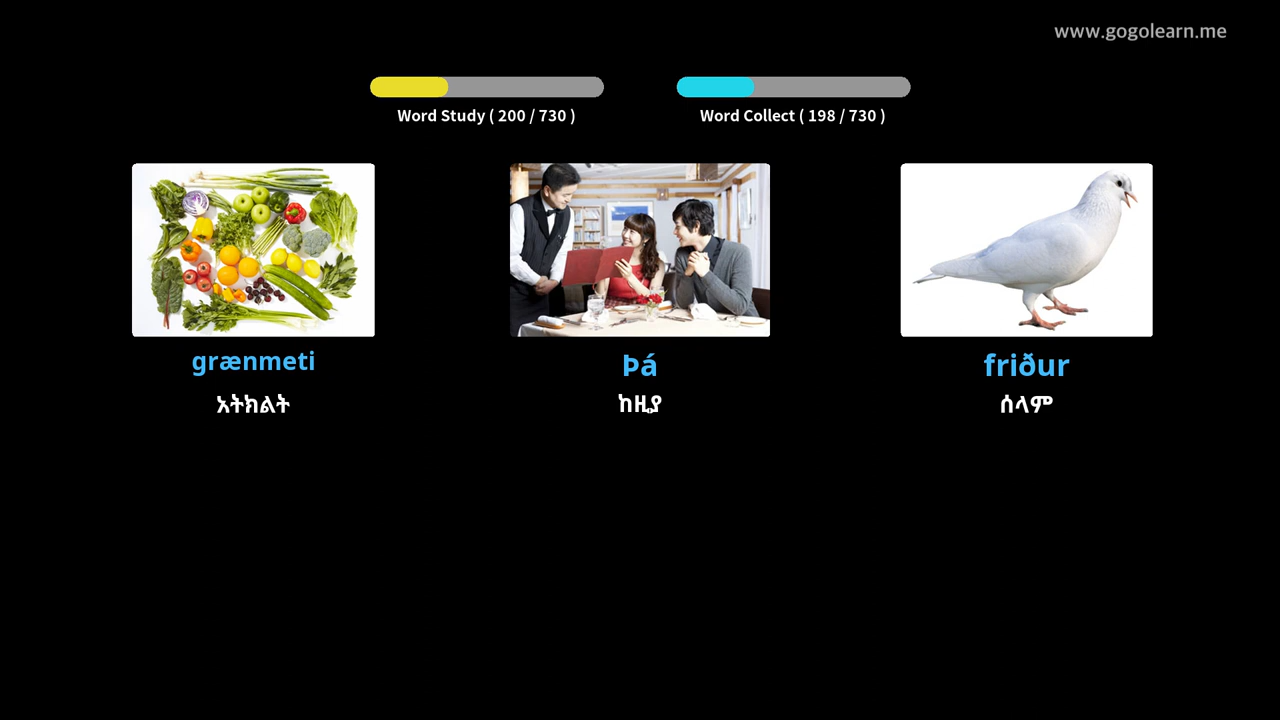 www.gogolearn.me
Word Study ( 200 / 730 )
Word Collect ( 198 / 730 )
grænmeti
አትክልት
Þá
ከዚያ
friður
ሰላም